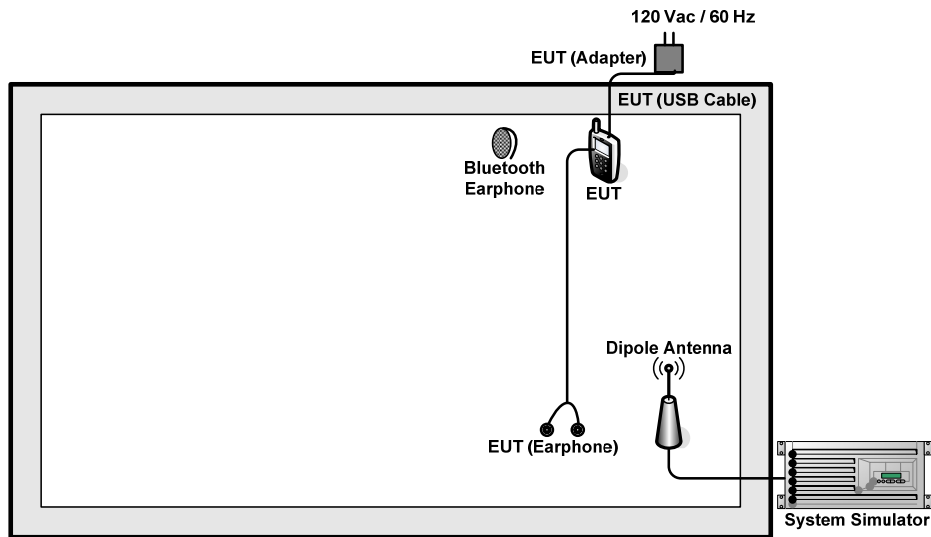 120 Vac / 60 Hz
EUT (Adapter)
EUT (USB Cable)
Bluetooth
Earphone
EUT
Dipole Antenna
EUT (Earphone)
System Simulator